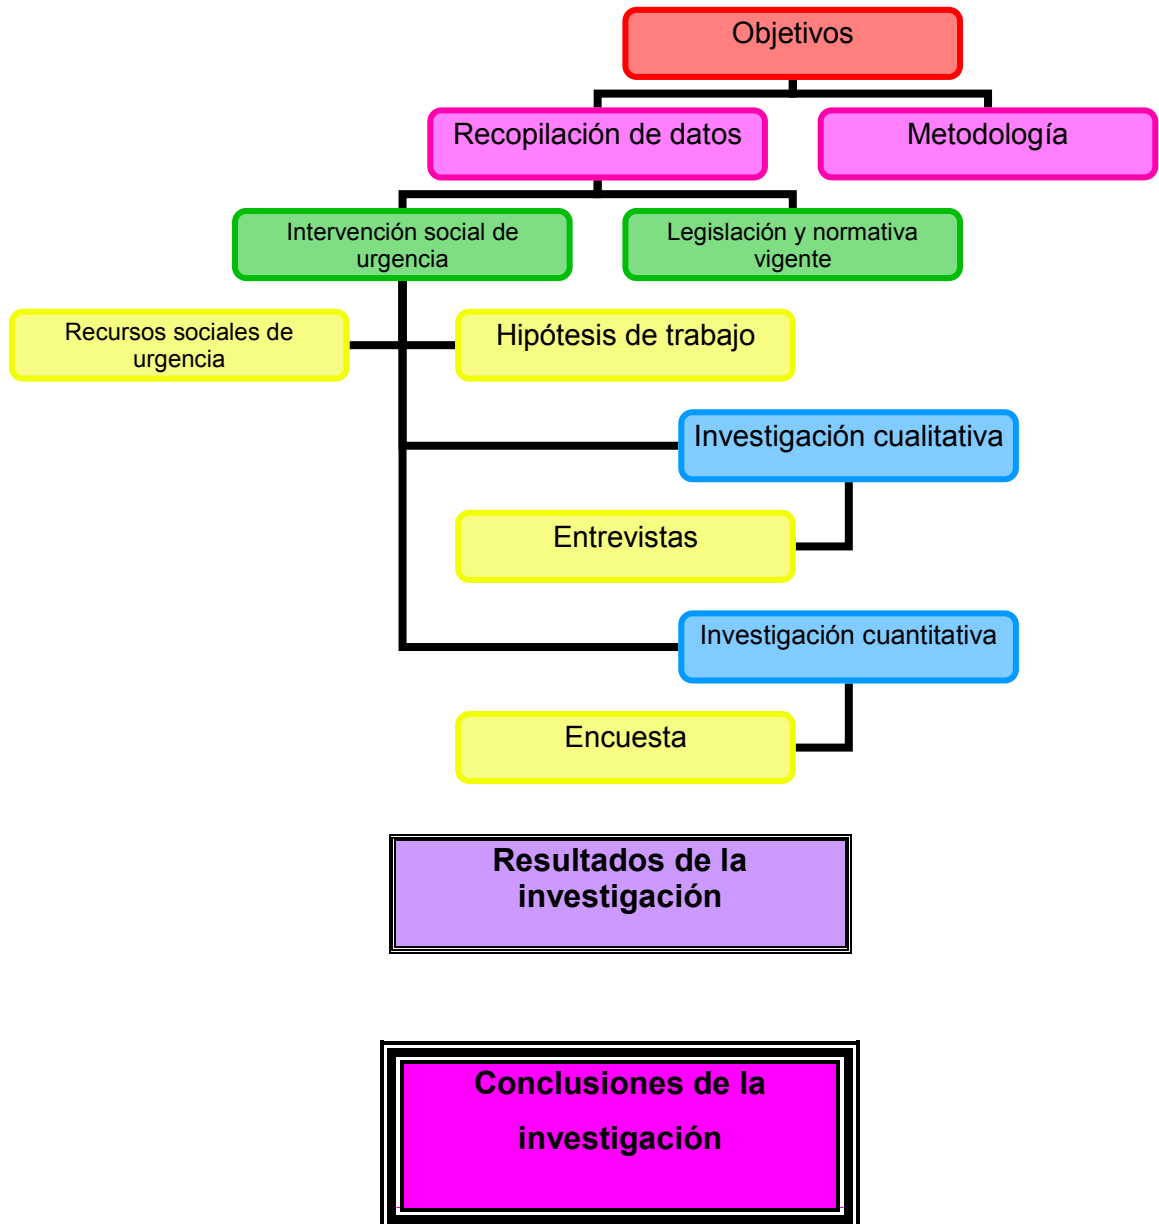 Objetivos
Recopilación de datos
Metodología
Intervención social de
urgencia
Legislación y normativa
vigente
Recursos sociales de
urgencia
Hipótesis de trabajo
Investigación cualitativa
Entrevistas
Investigación cuantitativa
Encuesta
Resultados de la
investigación
Conclusiones de la
investigación